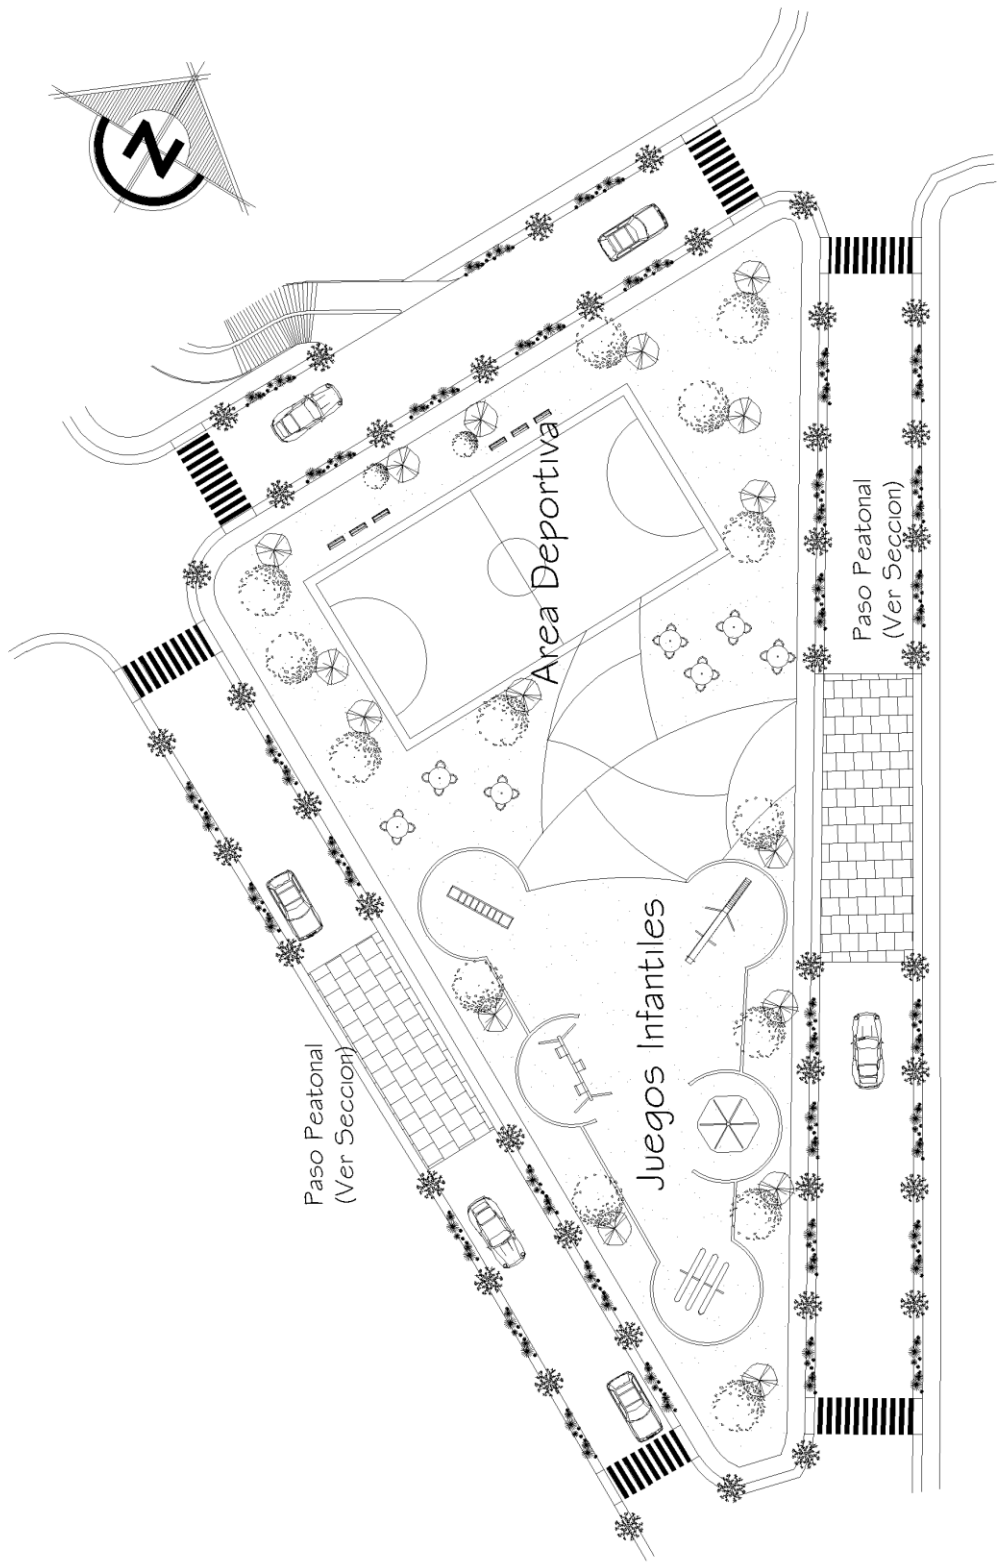 N
Area Deportiva
Paso Peatonal
(Ver Seccion)
Juegos Infantiles
Paso Peatonal
(Ver Seccion)